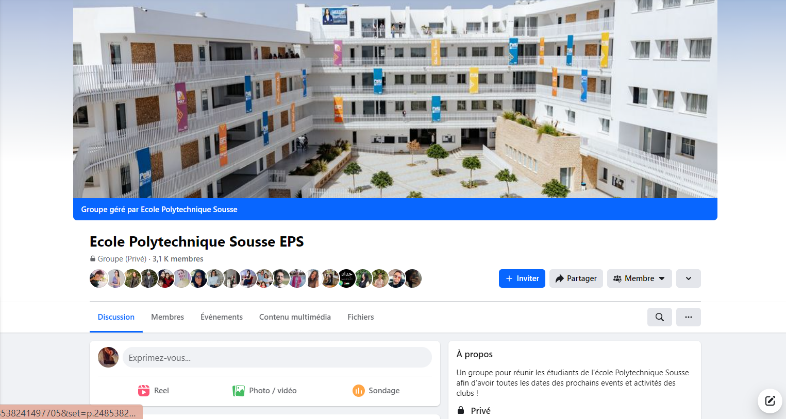 Groupe géré par Ecole Polytechnique Sousse
Ecole Polytechnique Sousse EPS
Groupe (Privé) · 3,1 K membres
Inviter
Partager
Membre
Discussion
Membres
Évènements
Contenu multimédia
Fichiers
Exprimez-vous...
Reel
Photo / vidéo
Sondage
À propos
Un groupe pour réunir les étudiants de l'école Polytechnique Sousse
afin d'avoir toutes les dates des prochains events et activités des
clubs !
Privé
538241497705&set=p.2485382...